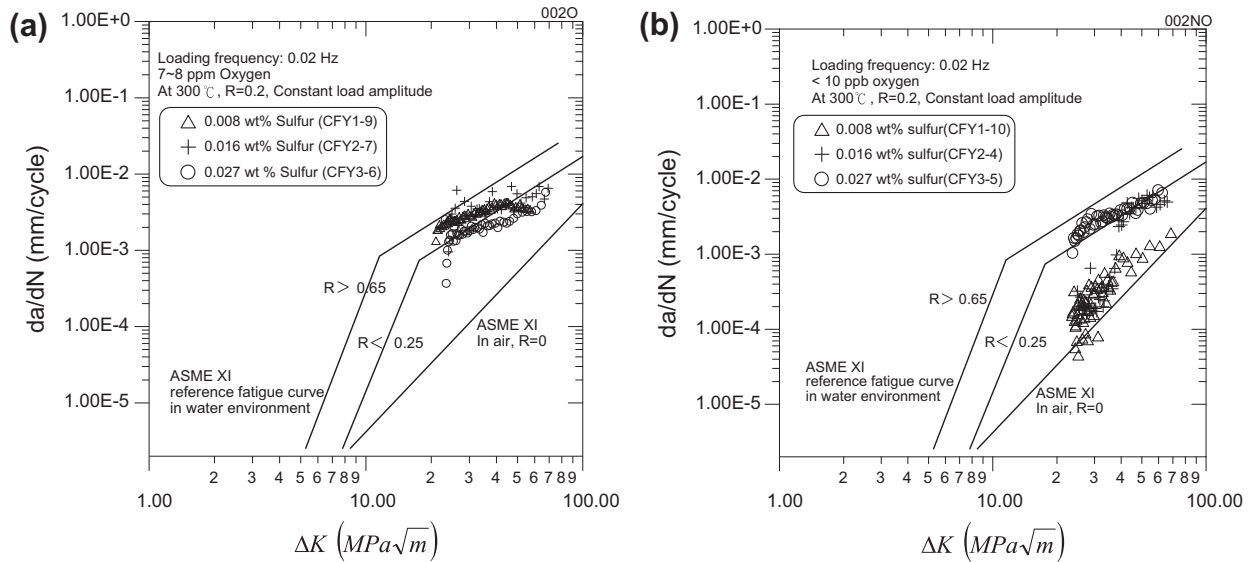 (a)
002O
1.00E+0
Loading frequency: 0.02 Hz
7~8 ppm Oxygen
At 300℃, R=0.2, Constant load amplitude
1.00E-1
0.008 wt% Sulfur (CFY1-9)
0.016 wt% Sulfur (CFY2-7)
0.027 wt % Sulfur (CFY3-6)
1.00E-2
1.00E-3
1.00E-4
1.00E-5
da/dN (mm/cycle)
R＞ 0.65
R＜ 0.25
ASME XI
In air, R=0
ASME XI
reference fatigue curve
in water environment
2 3 4 5 6 7 8 9 2 3 4 5 6 7 8 9
1.00 10.00 100.00
ΔK (MPa√m)
(b)
002NO
1.00E+0
Loading frequency: 0.02 Hz
< 10 ppb oxygen
At 300℃, R=0.2, Constant load amplitude
1.00E-1
0.008 wt% sulfur(CFY1-10)
0.016 wt% sulfur(CFY2-4)
0.027 wt% sulfur(CFY3-5)
1.00E-2
1.00E-3
1.00E-4
1.00E-5
da/dN (mm/cycle)
R＞ 0.65
R＜ 0.25
ASME XI
reference fatigue curve
in water environment
ASME XI
In air, R=0
2 3 4 5 6 7 8 9 2 3 4 5 6 7 8 9
1.00 10.00 100.00
ΔK (MPa√m)